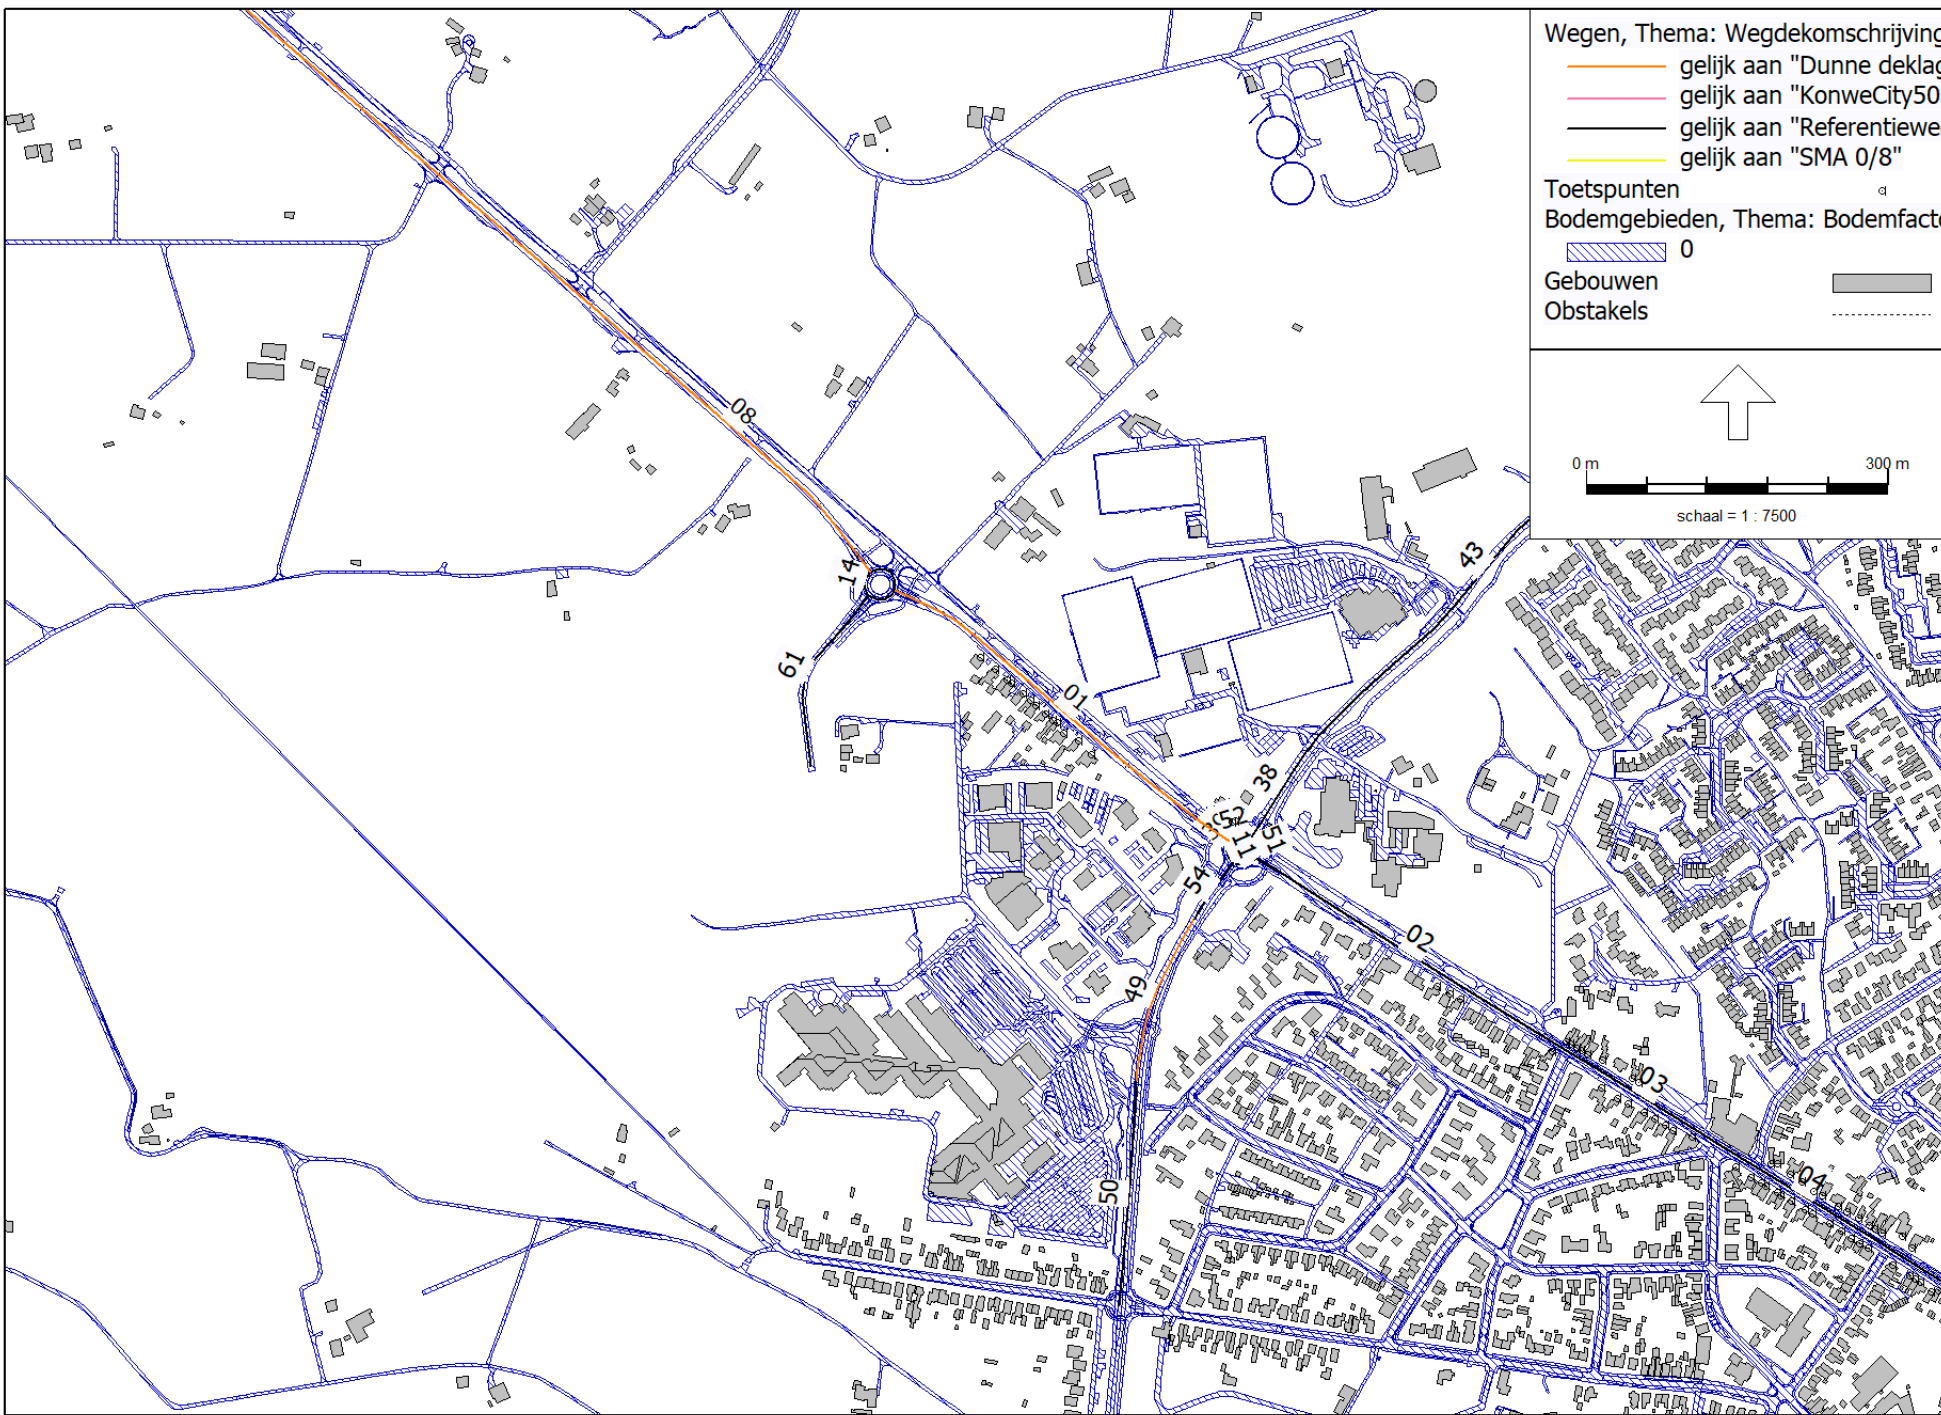 Wegen, Thema: Wegdekomschrijving
gelijk aan "Dunne deklag
gelijk aan "KonweCity50
gelijk aan "Referentiewe
gelijk aan "SMA 0/8"
Toetspunten
Bodemgebieden, Thema: Bodemfacto
0
Gebouwen
Obstakels
0 m 300 m
schaal = 1 : 7500
08
43
14
61
01
38
52
11
51
54
02
49
03
50
04